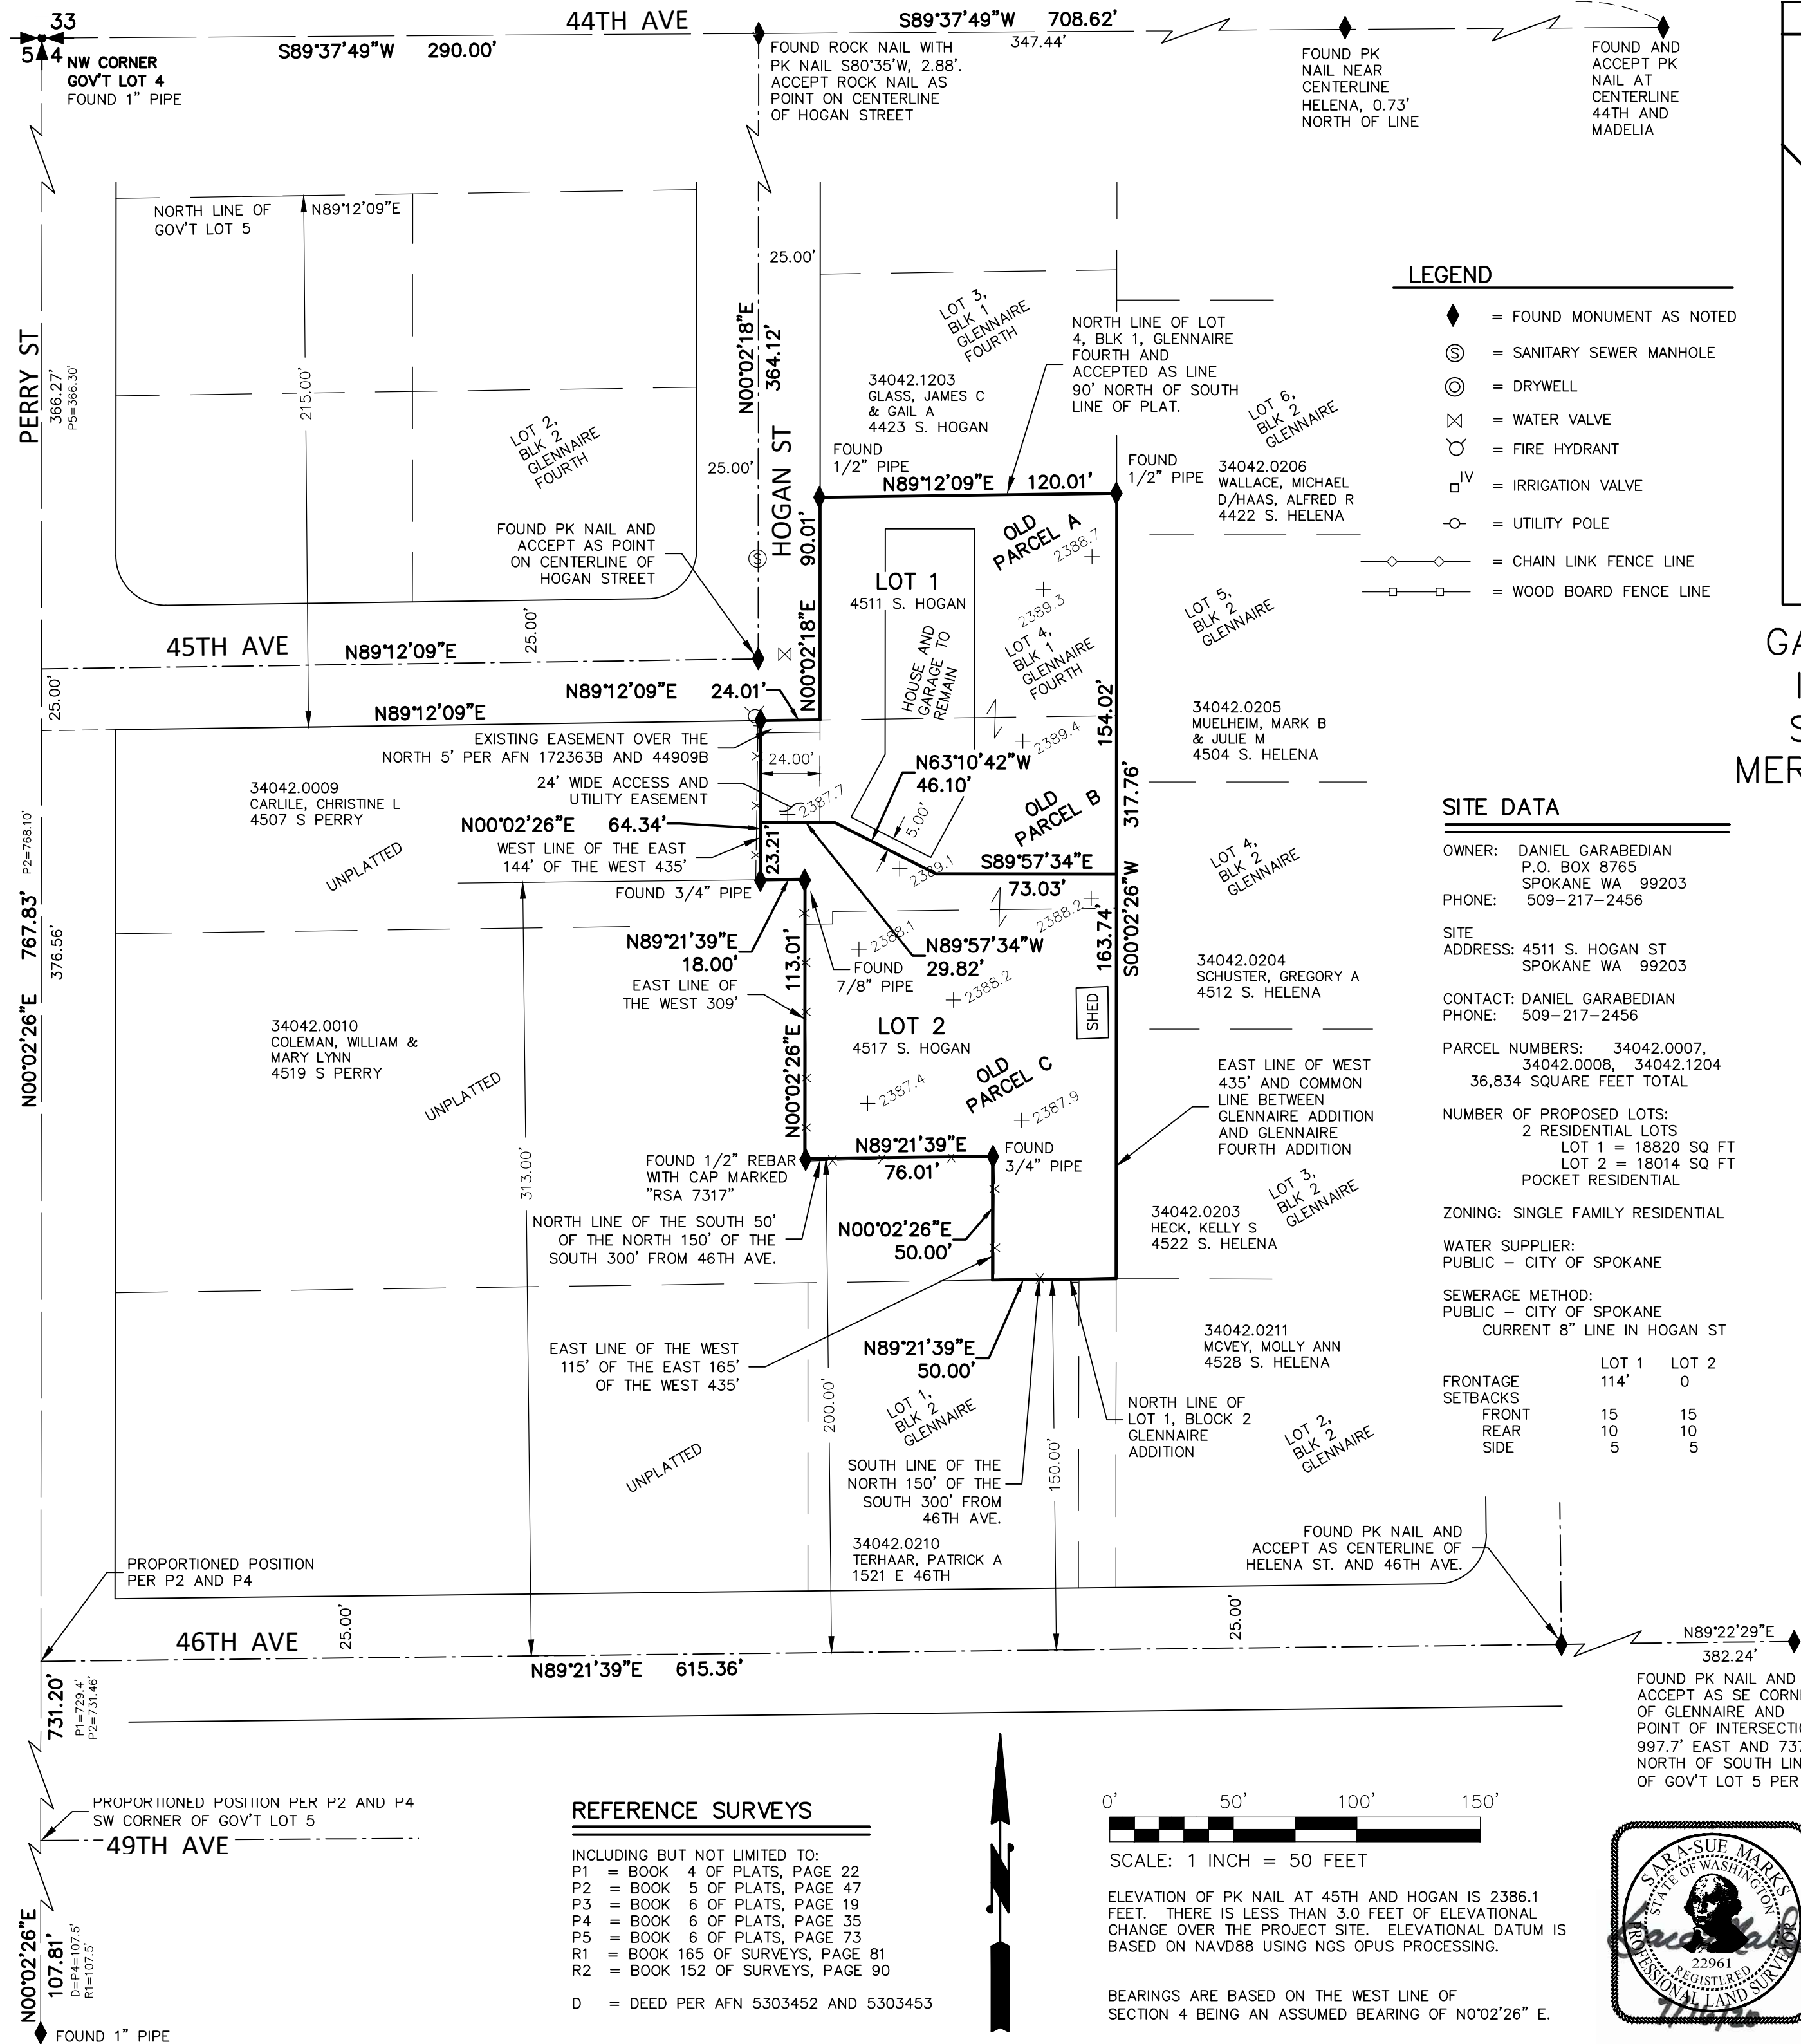 33
5 4
44TH AVE
S89°37'49"W 290.00'
S89°37'49"W 708.62'
347.44'
NW CORNER
GOV'T LOT 4
FOUND 1" PIPE
FOUND ROCK NAIL WITH
PK NAIL S80°35'W, 2.88'.
ACCEPT ROCK NAIL AS
POINT ON CENTERLINE
OF HOGAN STREET
FOUND PK
NAIL NEAR
CENTERLINE
HELENA, 0.73'
NORTH OF LINE
FOUND AND
ACCEPT PK
NAIL AT
CENTERLINE
44TH AND
MADELIA
NORTH LINE OF
GOV'T LOT 5
N89°12'09"E
215.00'
PERRY ST
366.27'
P5=366.30'
LOT 2,
BLK 2
GLENNAIRE
FOURTH
25.00'
N00°02'18"E
364.12'
25.00'
HOGAN ST
LOT 3,
BLK 1
GLENNAIRE
FOURTH
34042.1203
GLASS, JAMES C
& GAIL A
4423 S. HOGAN
NORTH LINE OF LOT
4, BLK 1, GLENNAIRE
FOURTH AND
ACCEPTED AS LINE
90' NORTH OF SOUTH
LINE OF PLAT.
FOUND
1/2" PIPE
N89°12'09"E 120.01'
FOUND
1/2" PIPE
LOT 6,
BLK 2
GLENNAIRE
34042.0206
WALLACE, MICHAEL
D/HAAS, ALFRED R
4422 S. HELENA
LEGEND
= FOUND MONUMENT AS NOTED
S = SANITARY SEWER MANHOLE
= DRYWELL
= WATER VALVE
= FIRE HYDRANT
IV = IRRIGATION VALVE
= UTILITY POLE
= CHAIN LINK FENCE LINE
= WOOD BOARD FENCE LINE
FOUND PK NAIL AND
ACCEPT AS POINT
ON CENTERLINE OF
HOGAN STREET
S
90.01'
N00°02'18"E
OLD
PARCEL A
2388.7
LOT 1
4511 S. HOGAN
2389.3
HOUSE AND
GARAGE TO
REMAIN
LOT 4,
BLK 1
GLENNAIRE
FOURTH
154.02'
LOT 5,
BLK 2
GLENNAIRE
45TH AVE
N89°12'09"E
25.00'
25.00'
N89°12'09"E
N89°12'09"E 24.01'
2389.4
34042.0205
MUELHEIM, MARK B
& JULIE M
4504 S. HELENA
EXISTING EASEMENT OVER THE
NORTH 5' PER AFN 172363B AND 44909B
24.00'
24' WIDE ACCESS AND
UTILITY EASEMENT
2387.7
N63°10'42"W
46.10'
5.00'
OLD
PARCEL B
317.76'
S00°02'26"W
34042.0009
CARLILE, CHRISTINE L
4507 S PERRY
UNPLATTED
N00°02'26"E 64.34'
WEST LINE OF THE EAST
144' OF THE WEST 435'
23.21'
FOUND 3/4" PIPE
2389.1
S89°57'34"E
73.03'
LOT 4,
BLK 2
GLENNAIRE
N00°02'26"E 767.83' P2=768.10'
376.56'
N89°21'39"E
18.00'
EAST LINE OF
THE WEST 309'
113.01'
2388.1
FOUND
7/8" PIPE
N89°57'34"W
29.82'
2388.2
163.74'
34042.0204
SCHUSTER, GREGORY A
4512 S. HELENA
2388.2
SHED
LOT 2
4517 S. HOGAN
N00°02'26"E
OLD
PARCEL C
2387.4
2387.9
34042.0010
COLEMAN, WILLIAM &
MARY LYNN
4519 S PERRY
UNPLATTED
EAST LINE OF WEST
435' AND COMMON
LINE BETWEEN
GLENNAIRE ADDITION
AND GLENNAIRE
FOURTH ADDITION
313.00'
FOUND 1/2" REBAR
WITH CAP MARKED
"RSA 7317"
N89°21'39"E
76.01'
FOUND
3/4" PIPE
NORTH LINE OF THE SOUTH 50'
OF THE NORTH 150' OF THE
SOUTH 300' FROM 46TH AVE.
N00°02'26"E
50.00'
LOT 3,
BLK 2
GLENNAIRE
34042.0203
HECK, KELLY S
4522 S. HELENA
EAST LINE OF THE WEST
115' OF THE EAST 165'
OF THE WEST 435'
N89°21'39"E
50.00'
200.00'
LOT 1,
BLK 2
GLENNAIRE
150.00'
34042.0211
MCVEY, MOLLY ANN
4528 S. HELENA
NORTH LINE OF
LOT 1, BLOCK 2
GLENNAIRE
ADDITION
LOT 2,
BLK 2
GLENNAIRE
UNPLATTED
SOUTH LINE OF THE
NORTH 150' OF THE
SOUTH 300' FROM
46TH AVE.
34042.0210
TERHAAR, PATRICK A
1521 E 46TH
FOUND PK NAIL AND
ACCEPT AS CENTERLINE OF
HELENA ST. AND 46TH AVE.
SITE DATA
OWNER: DANIEL GARABEDIAN
P.O. BOX 8765
SPOKANE WA 99203
PHONE: 509-217-2456
SITE
ADDRESS: 4511 S. HOGAN ST
SPOKANE WA 99203
CONTACT: DANIEL GARABEDIAN
PHONE: 509-217-2456
PARCEL NUMBERS: 34042.0007,
34042.0008, 34042.1204
36,834 SQUARE FEET TOTAL
NUMBER OF PROPOSED LOTS:
2 RESIDENTIAL LOTS
LOT 1 = 18820 SQ FT
LOT 2 = 18014 SQ FT
POCKET RESIDENTIAL
ZONING: SINGLE FAMILY RESIDENTIAL
WATER SUPPLIER:
PUBLIC - CITY OF SPOKANE
SEWERAGE METHOD:
PUBLIC - CITY OF SPOKANE
CURRENT 8" LINE IN HOGAN ST
LOT 1 LOT 2
FRONTAGE 114' 0
SETBACKS
FRONT 15 15
REAR 10 10
SIDE 5 5
PROPORTIONED POSITION
PER P2 AND P4
46TH AVE
25.00'
25.00'
N89°21'39"E 615.36'
N89°22'29"E
382.24'
FOUND PK NAIL AND
ACCEPT AS SE CORN
OF GLENNAIRE AND
POINT OF INTERSECTI
997.7' EAST AND 737
NORTH OF SOUTH LIN
OF GOV'T LOT 5 PER
731.20'
P1=729.4'
P2=731.46'
PROPORTIONED POSITION PER P2 AND P4
SW CORNER OF GOV'T LOT 5
49TH AVE
N00°02'26"E
107.81'
D=P4=107.5'
R1=107.5'
FOUND 1" PIPE
REFERENCE SURVEYS
INCLUDING BUT NOT LIMITED TO:
P1 = BOOK 4 OF PLATS, PAGE 22
P2 = BOOK 5 OF PLATS, PAGE 47
P3 = BOOK 6 OF PLATS, PAGE 19
P4 = BOOK 6 OF PLATS, PAGE 35
P5 = BOOK 6 OF PLATS, PAGE 73
R1 = BOOK 165 OF SURVEYS, PAGE 81
R2 = BOOK 152 OF SURVEYS, PAGE 90
D = DEED PER AFN 5303452 AND 5303453
N
0' 50' 100' 150'
SCALE: 1 INCH = 50 FEET
ELEVATION OF PK NAIL AT 45TH AND HOGAN IS 2386.1
FEET. THERE IS LESS THAN 3.0 FEET OF ELEVATIONAL
CHANGE OVER THE PROJECT SITE. ELEVATIONAL DATUM IS
BASED ON NAVD88 USING NGS OPUS PROCESSING.
BEARINGS ARE BASED ON THE WEST LINE OF
SECTION 4 BEING AN ASSUMED BEARING OF N0°02'26" E.
GA
S
MER
SARA-SUE MARKS
STATE OF WASHINGTON
22961
REGISTERED
PROFESSIONAL LAND SURVEYOR